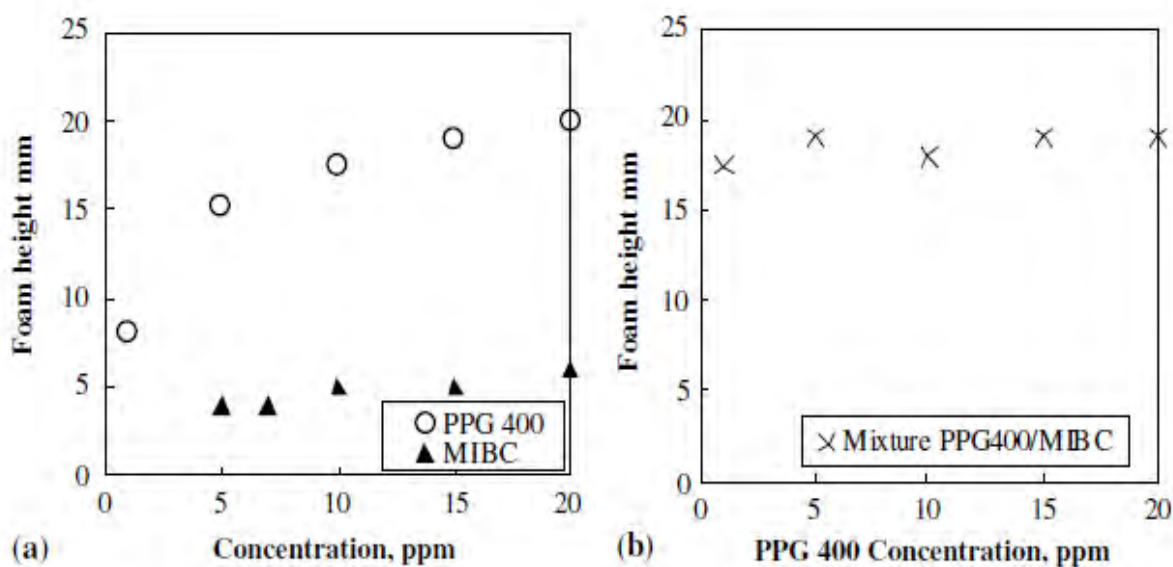 25
20
15
10
5
0
Foam height mm
PPG 400
MIBC
0 5 10 15 20
(a) Concentration, ppm
25
20
15
10
5
0
Foam height mm
Mixture PPG400/MIBC
0 5 10 15 20
(b) PPG 400 Concentration, ppm